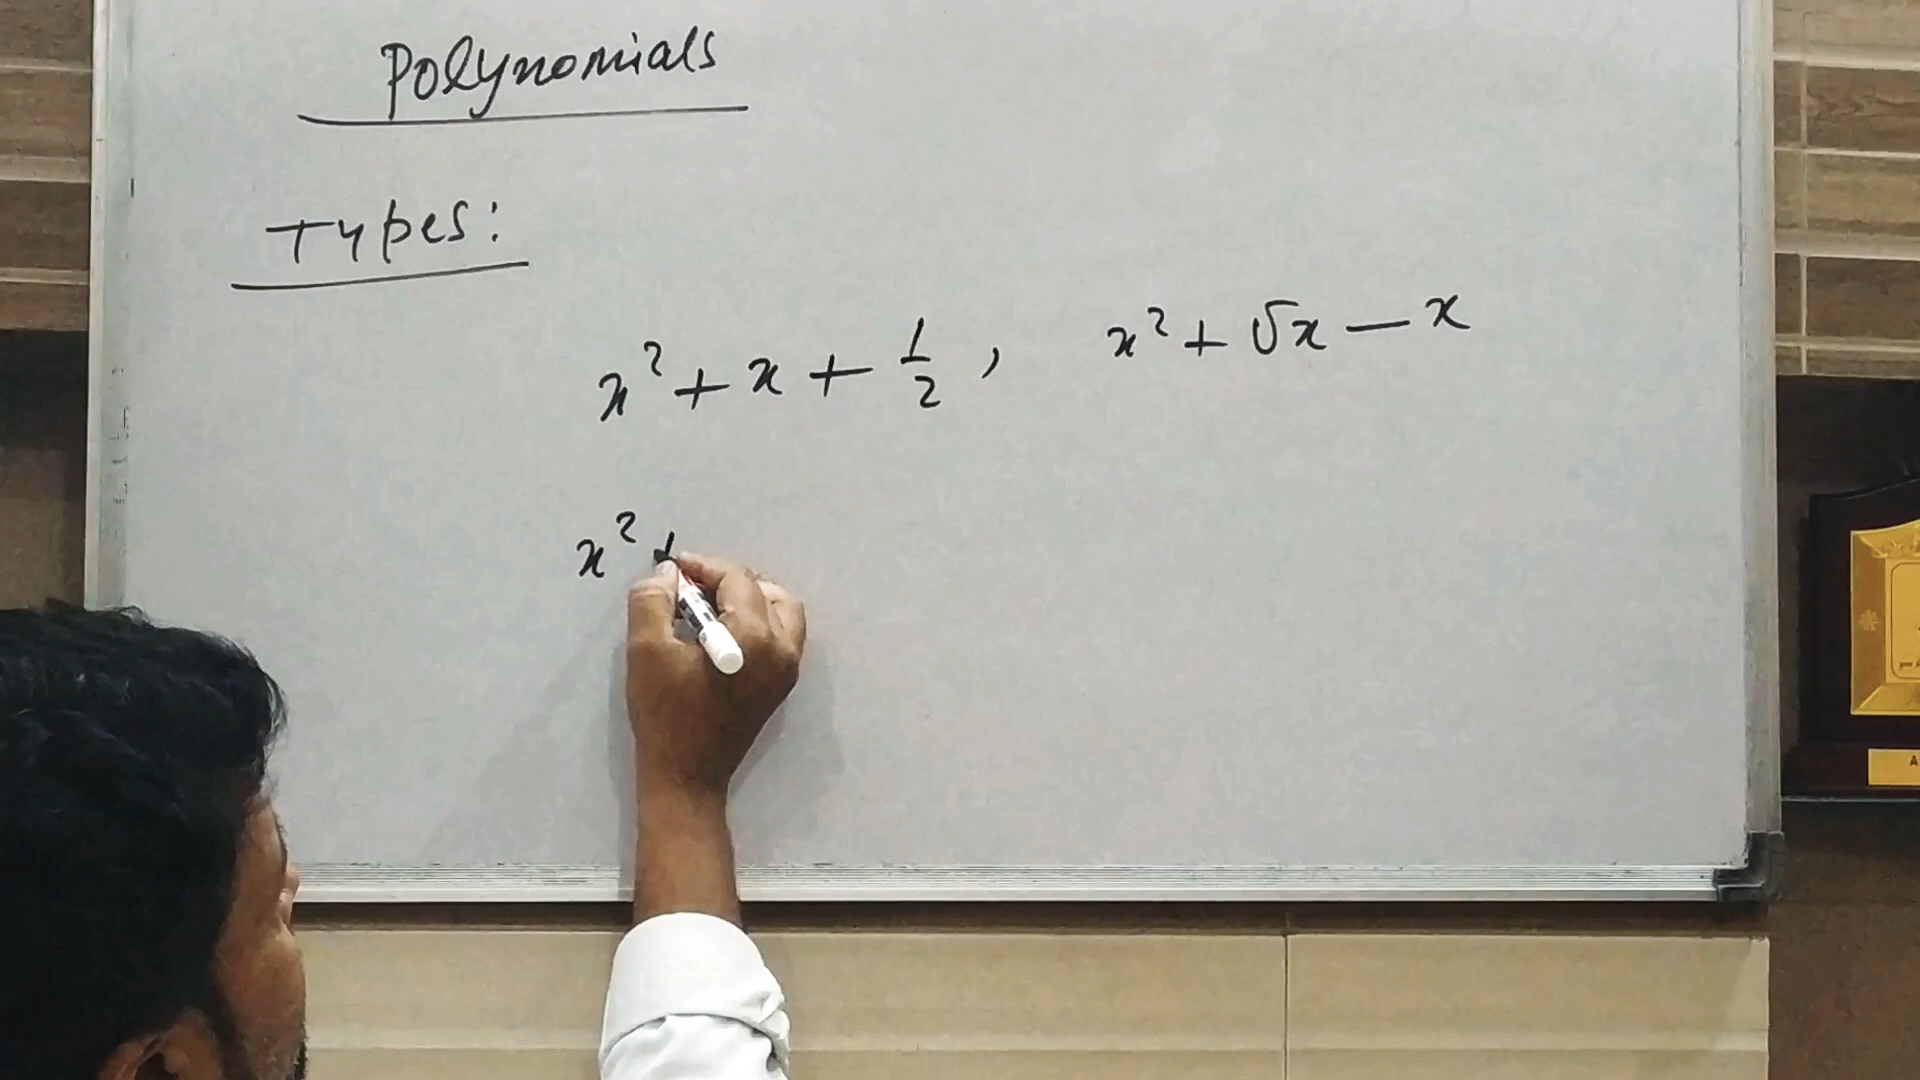 Polynomials
Types:
x² + x + 1/2 , x² + √x — x
x² +